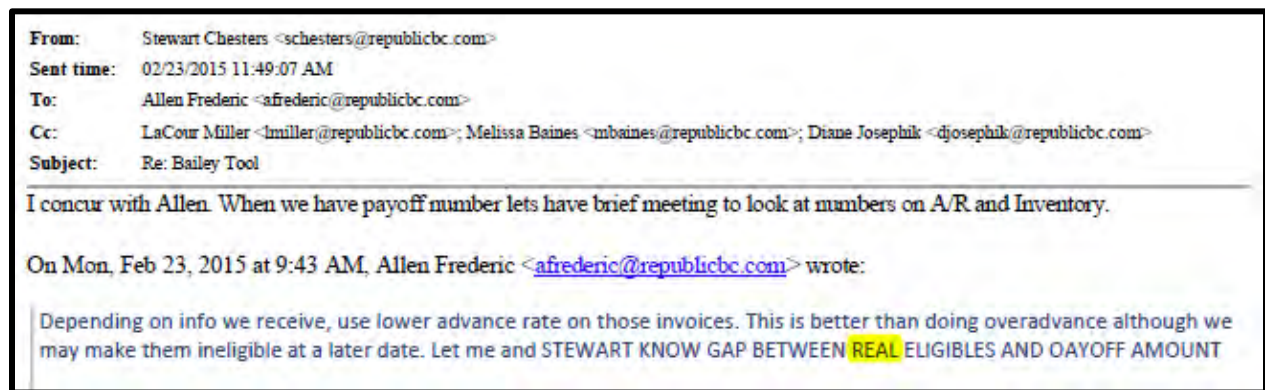 From: Stewart Chesters <schesters@republicbc.com>
Sent time: 02/23/2015 11:49:07 AM
To: Allen Frederic <afrederic@republicbc.com>
Cc: LaCour Miller <lmiller@republicbc.com>; Melissa Baines <mbaines@republicbc.com>; Diane Josephik <djosephik@republicbc.com>
Subject: Re: Bailey Tool
I concur with Allen. When we have payoff number lets have brief meeting to look at numbers on A/R and Inventory.
On Mon, Feb 23, 2015 at 9:43 AM, Allen Frederic <afrederic@republicbc.com> wrote:
Depending on info we receive, use lower advance rate on those invoices. This is better than doing overadvance although we
may make them ineligible at a later date. Let me and STEWART KNOW GAP BETWEEN REAL ELIGIBLES AND OAYOFF AMOUNT